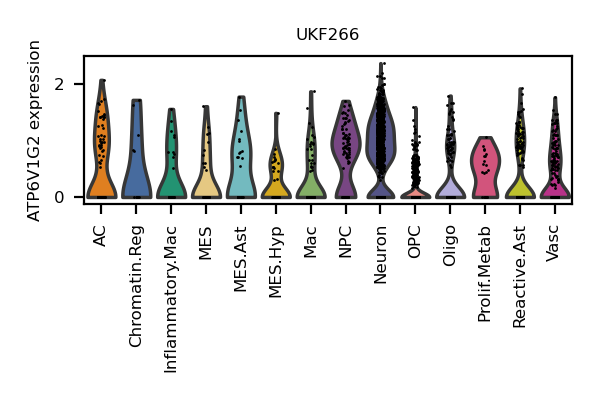 UKF266
ATP6V1G2 expression
2
0
AC
Chromatin.Reg
Inflammatory.Mac
MES
MES.Ast
MES.Hyp
Mac
NPC
Neuron
OPC
Oligo
Prolif.Metab
Reactive.Ast
Vasc